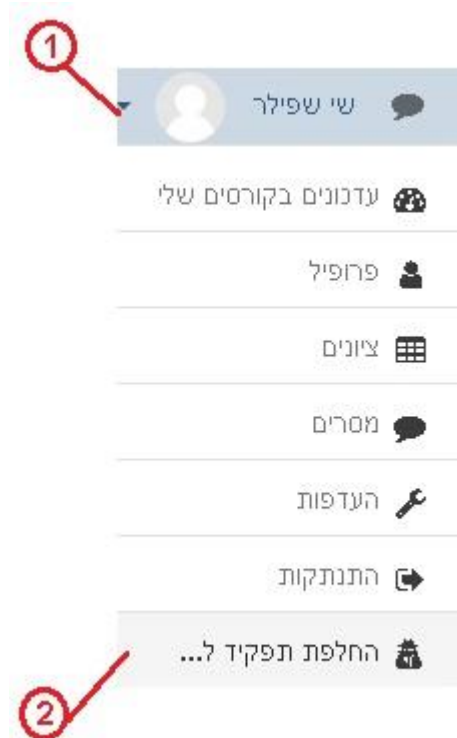 1
שי שפילר
עדכונים בקורסים שלי
פרופיל
ציונים
מסרים
העדפות
התנתקות
החלפת תפקיד ל...
2